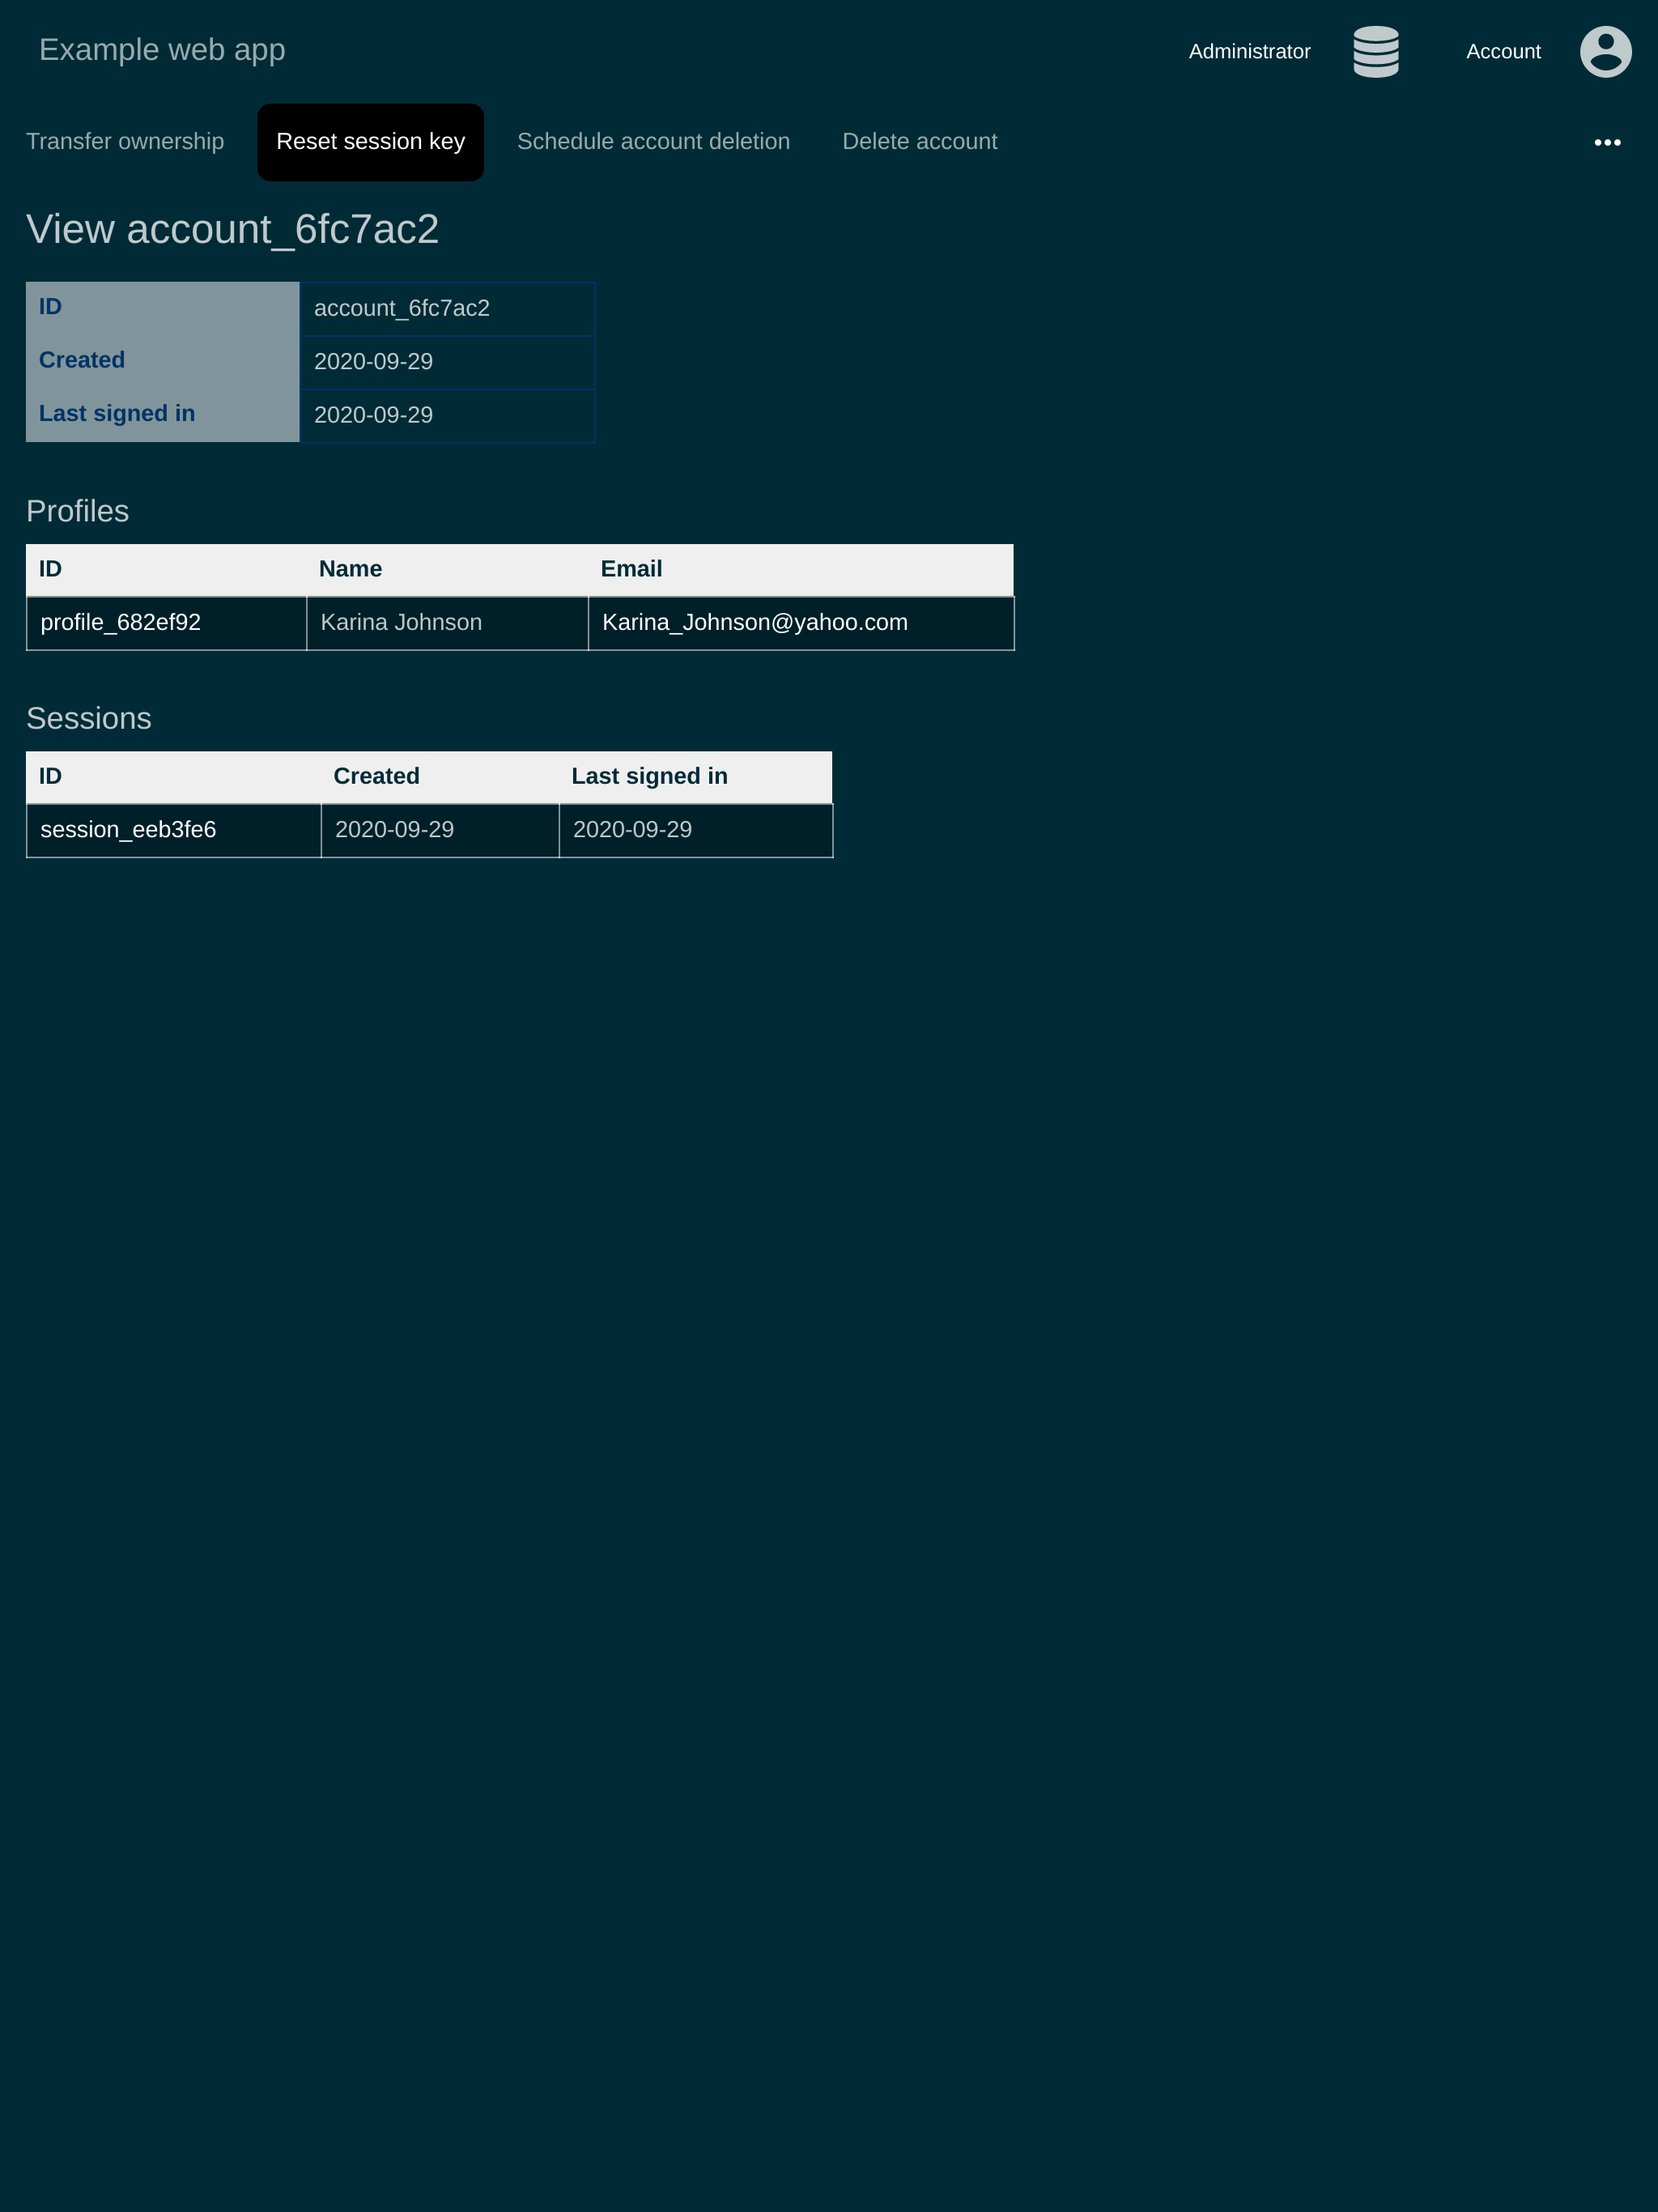 Example web app
Administrator
Account
Transfer ownership
Reset session key
Schedule account deletion
Delete account
•••
View account_6fc7ac2
ID account_6fc7ac2
Created 2020-09-29
Last signed in 2020-09-29
Profiles
ID Name Email
profile_682ef92 Karina Johnson Karina_Johnson@yahoo.com
Sessions
ID Created Last signed in
session_eeb3fe6 2020-09-29 2020-09-29